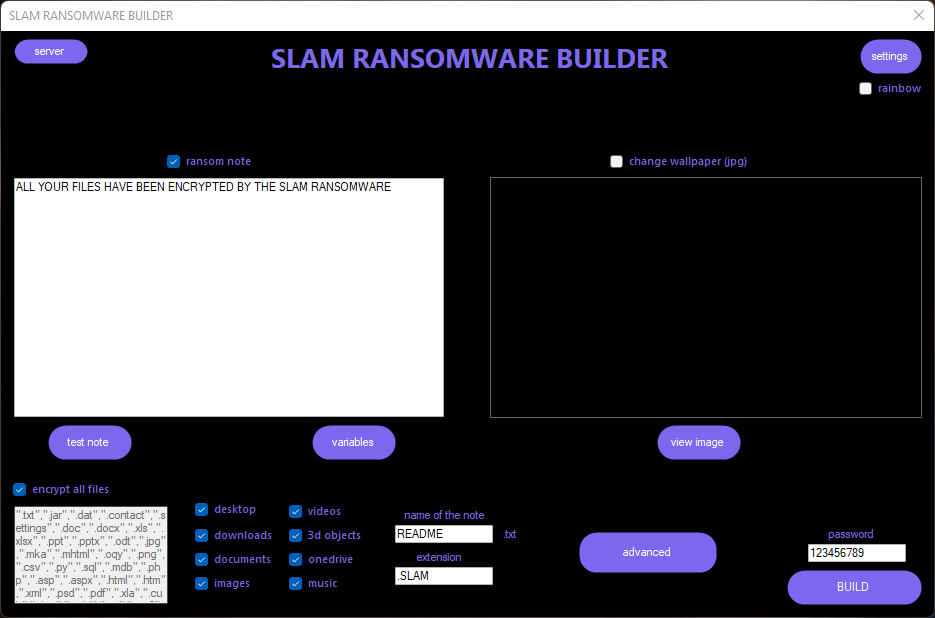 SLAM RANSOMWARE BUILDER
server
SLAM RANSOMWARE BUILDER
settings
rainbow
ransom note
change wallpaper (jpg)
ALL YOUR FILES HAVE BEEN ENCRYPTED BY THE SLAM RANSOMWARE
test note
variables
view image
encrypt all files
".txt",".jar",".dat",".contact",".s
ettings",".doc",".docx",".xls",".
xlsx",".ppt",".pptx",".odt",".jpg"
,".mka",".mhtml",".oqy",".png",
".csv",".py",".sql",".mdb",".ph
p",".asp",".aspx",".html",".htm"
,".xml",".psd",".pdf",".xla",".cu
desktop
videos
downloads
3d objects
documents
onedrive
images
music
name of the note
README .txt
extension
.SLAM
advanced
password
123456789
BUILD